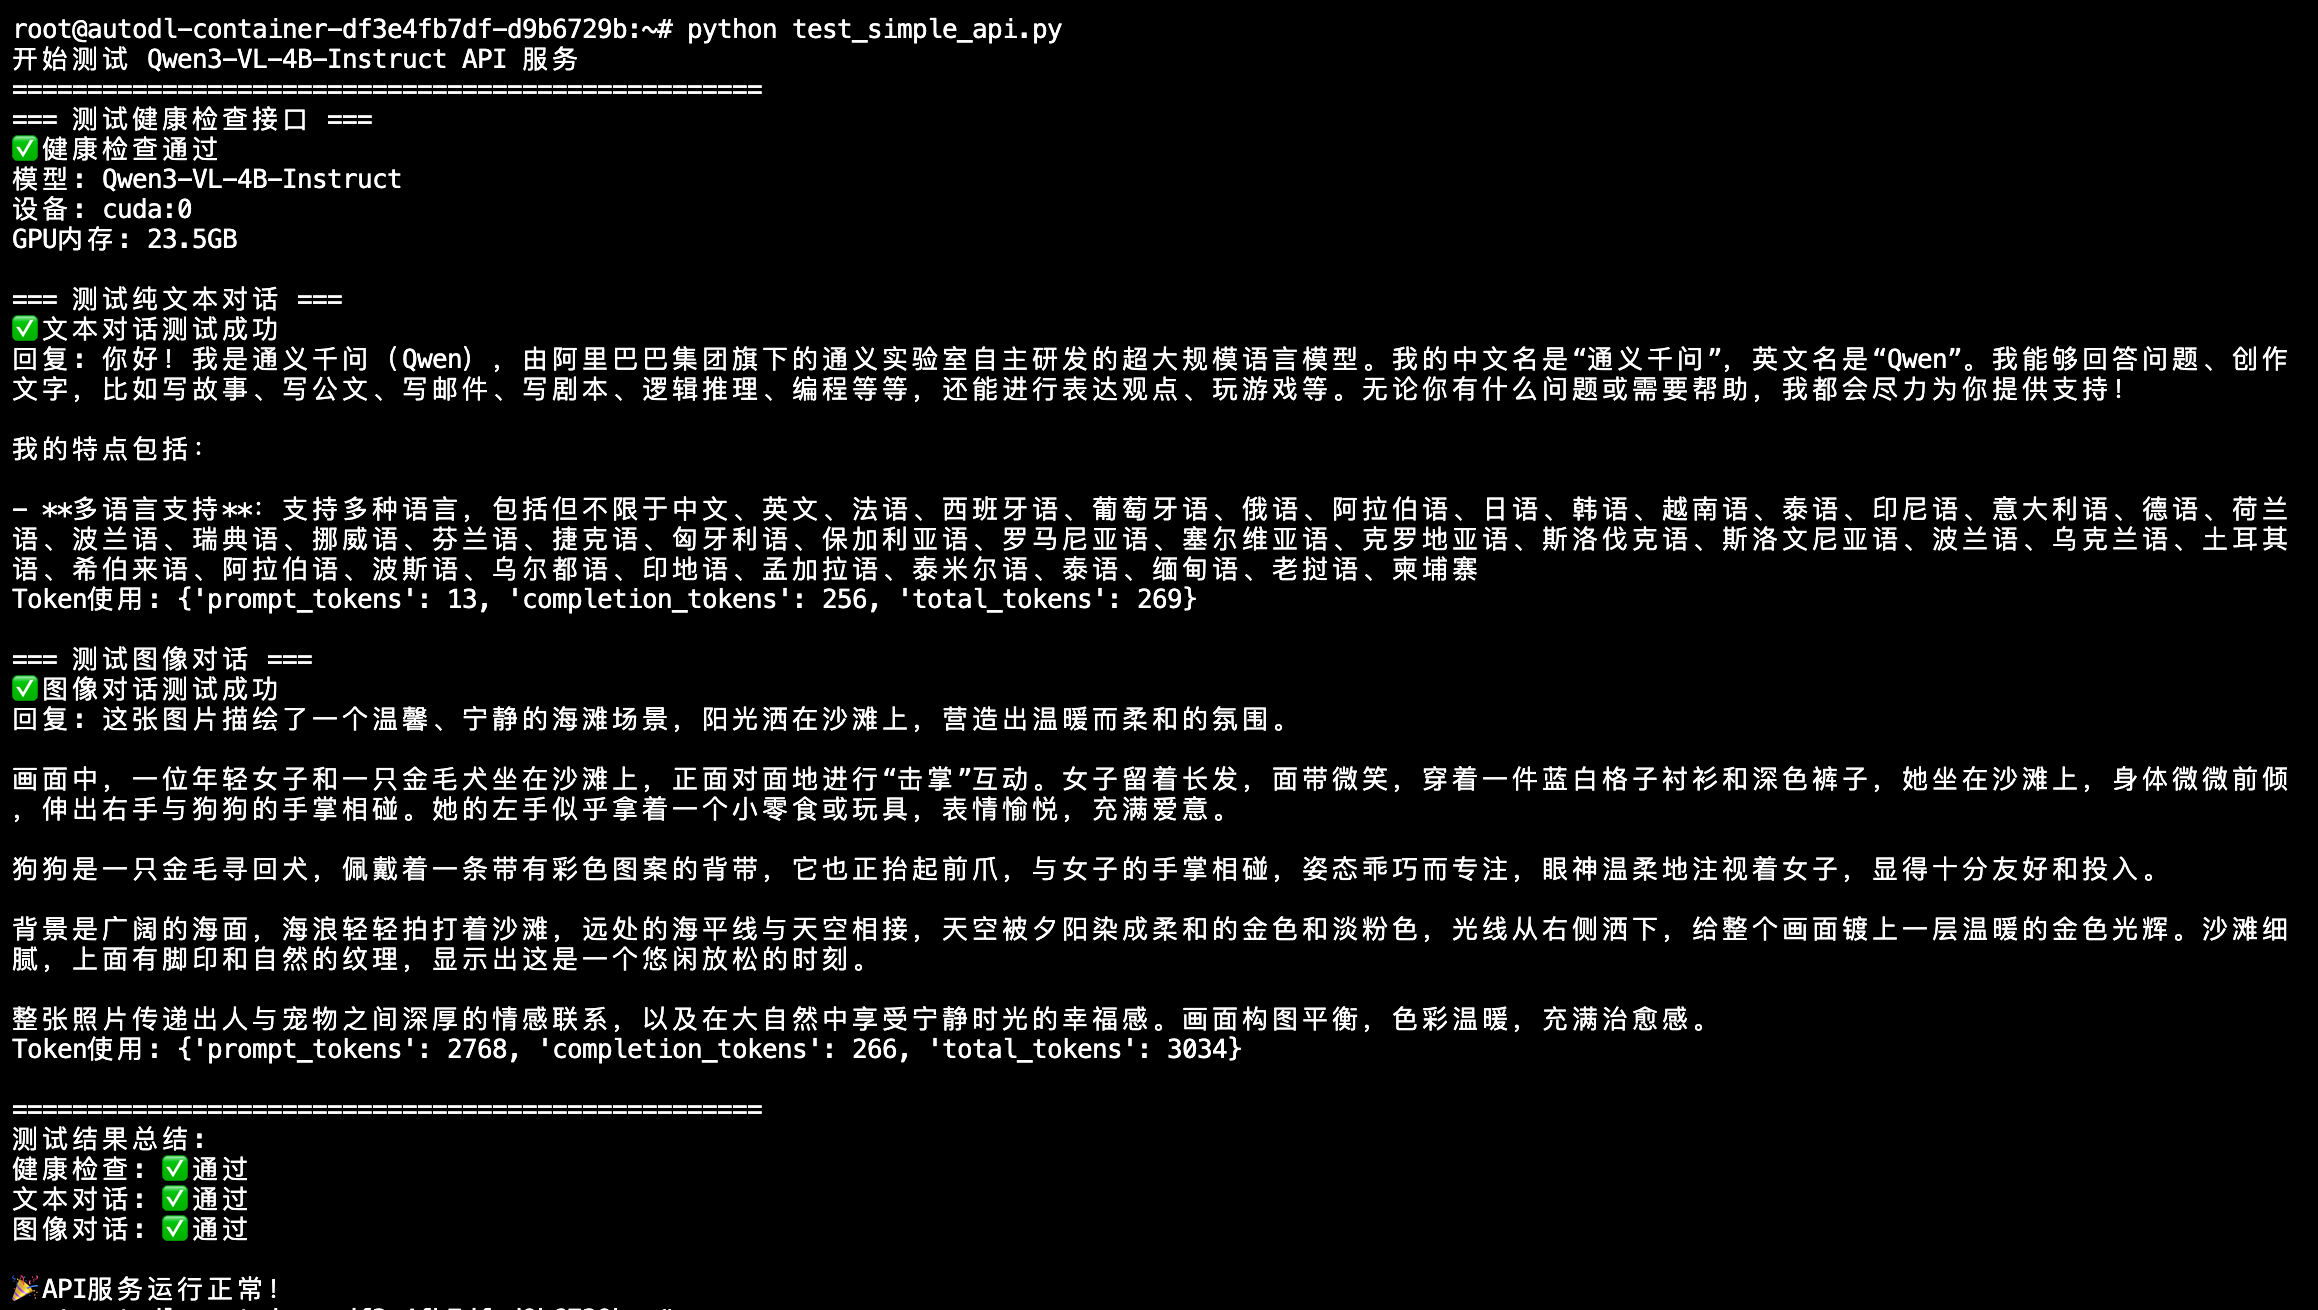 root@autodl-container-df3e4fb7df-d9b6729b:~# python test_simple_api.py
开始测试 Qwen3-VL-4B-Instruct API 服务
==================================================
=== 测试健康检查接口 ===
✅健康检查通过
模型: Qwen3-VL-4B-Instruct
设备: cuda:0
GPU内存: 23.5GB
=== 测试纯文本对话 ===
✅文本对话测试成功
回复: 你好！我是通义千问（Qwen），由阿里巴巴集团旗下的通义实验室自主研发的超大规模语言模型。我的中文名是“通义千问”，英文名是“Qwen”。我能够回答问题、创作
文字，比如写故事、写公文、写邮件、写剧本、逻辑推理、编程等等，还能进行表达观点、玩游戏等。无论你有什么问题或需要帮助，我都会尽力为你提供支持！
我的特点包括：
- **多语言支持**：支持多种语言，包括但不限于中文、英文、法语、西班牙语、葡萄牙语、俄语、阿拉伯语、日语、韩语、越南语、泰语、印尼语、意大利语、德语、荷兰
语、波兰语、瑞典语、挪威语、芬兰语、捷克语、匈牙利语、保加利亚语、罗马尼亚语、塞尔维亚语、克罗地亚语、斯洛伐克语、斯洛文尼亚语、波兰语、乌克兰语、土耳其
语、希伯来语、阿拉伯语、波斯语、乌尔都语、印地语、孟加拉语、泰米尔语、泰语、缅甸语、老挝语、柬埔寨
Token使用: {'prompt_tokens': 13, 'completion_tokens': 256, 'total_tokens': 269}
=== 测试图像对话 ===
✅图像对话测试成功
回复: 这张图片描绘了一个温馨、宁静的海滩场景，阳光洒在沙滩上，营造出温暖而柔和的氛围。
画面中，一位年轻女子和一只金毛犬坐在沙滩上，正面对面地进行“击掌”互动。女子留着长发，面带微笑，穿着一件蓝白格子衬衫和深色裤子，她坐在沙滩上，身体微微前倾
，伸出右手与狗狗的手掌相碰。她的左手似乎拿着一个小零食或玩具，表情愉悦，充满爱意。
狗狗是一只金毛寻回犬，佩戴着一条带有彩色图案的背带，它也正抬起前爪，与女子的手掌相碰，姿态乖巧而专注，眼神温柔地注视着女子，显得十分友好和投入。
背景是广阔的海面，海浪轻轻拍打着沙滩，远处的海平线与天空相接，天空被夕阳染成柔和的金色和淡粉色，光线从右侧洒下，给整个画面镀上一层温暖的金色光辉。沙滩细
腻，上面有脚印和自然的纹理，显示出这是一个悠闲放松的时刻。
整张照片传递出人与宠物之间深厚的情感联系，以及在大自然中享受宁静时光的幸福感。画面构图平衡，色彩温暖，充满治愈感。
Token使用: {'prompt_tokens': 2768, 'completion_tokens': 266, 'total_tokens': 3034}
==================================================
测试结果总结:
健康检查: ✅通过
文本对话: ✅通过
图像对话: ✅通过
🎉API服务运行正常！